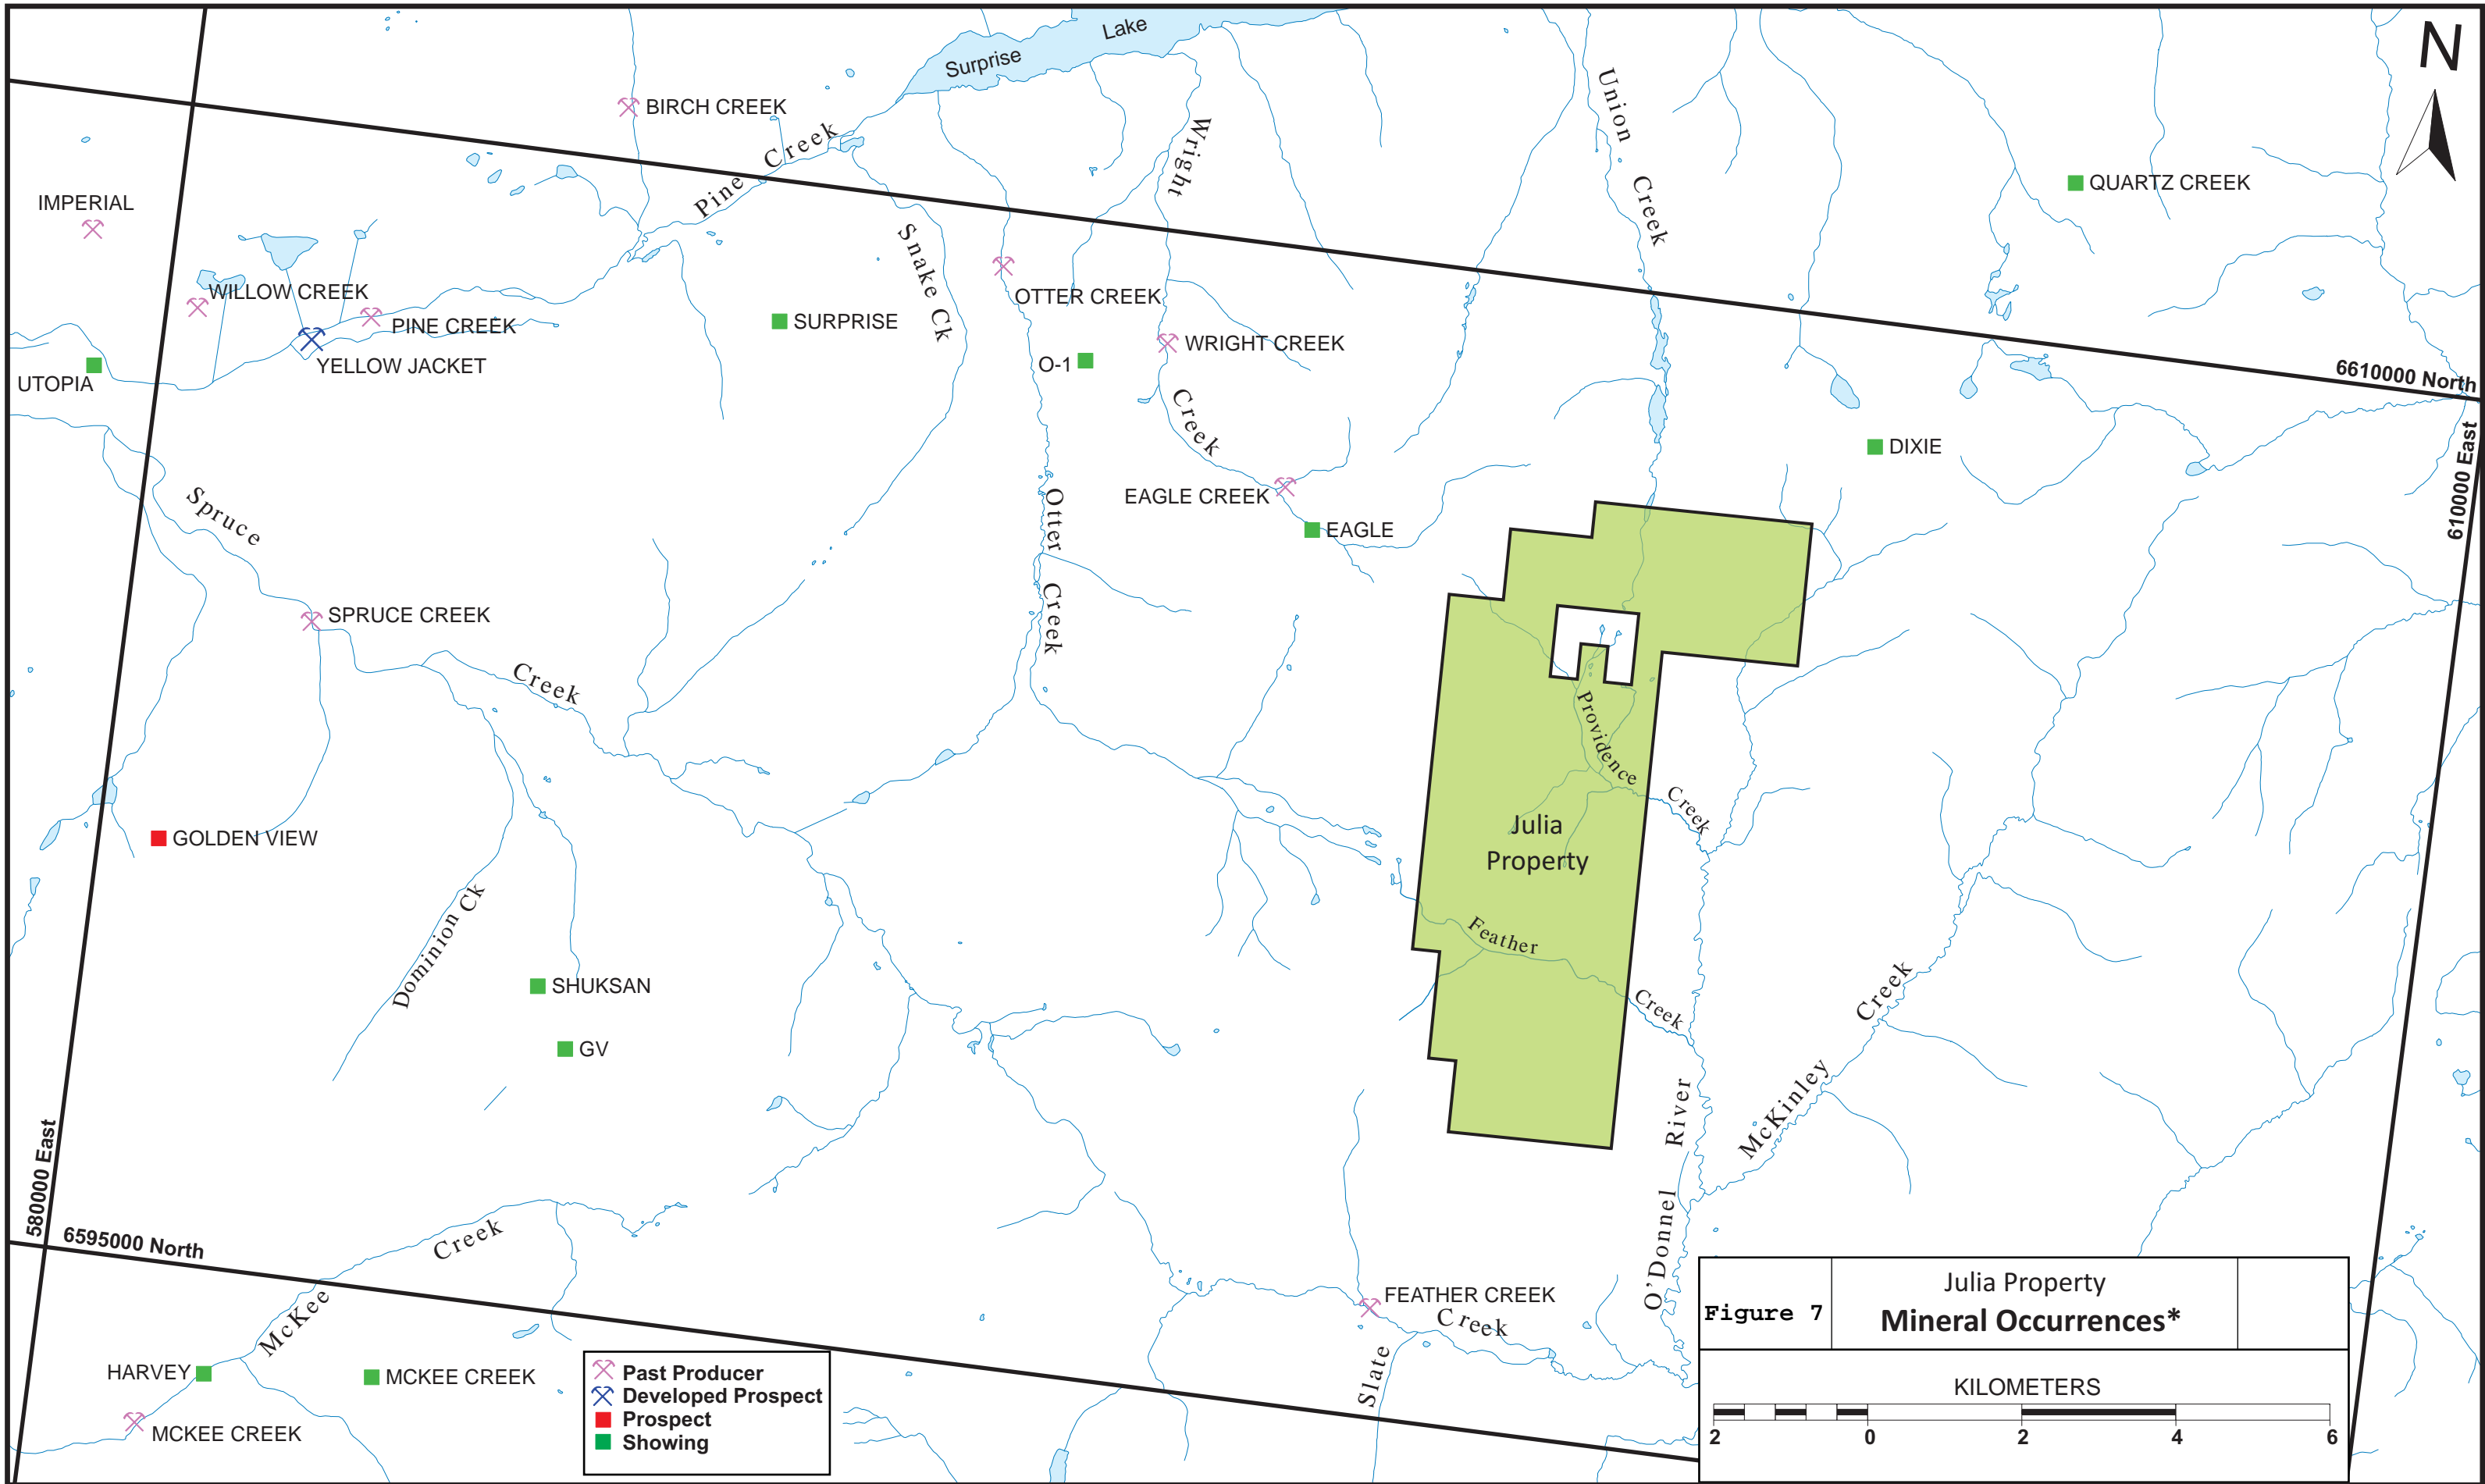 Lake
Surprise
N
BIRCH CREEK
Pine Creek
Wright
Creek
Union
Creek
QUARTZ CREEK
IMPERIAL
WILLOW CREEK
PINE CREEK
YELLOW JACKET
UTOPIA
SURPRISE
Snake Ck
OTTER CREEK
O-1
WRIGHT CREEK
6610000 North
610000 East
DIXIE
EAGLE CREEK
EAGLE
Otter
Creek
Spruce
Creek
SPRUCE CREEK
Providence
Creek
Julia
Property
GOLDEN VIEW
Dominion Ck
SHUKSAN
GV
Feather
Creek
McKinley
Creek
O'Donnel
River
580000 East
6595000 North
McKee
Creek
HARVEY
MCKEE CREEK
MCKEE CREEK
FEATHER CREEK
Creek
Slate
Past Producer
Developed Prospect
Prospect
Showing
Figure 7
Julia Property
Mineral Occurrences*
KILOMETERS
2 0 2 4 6